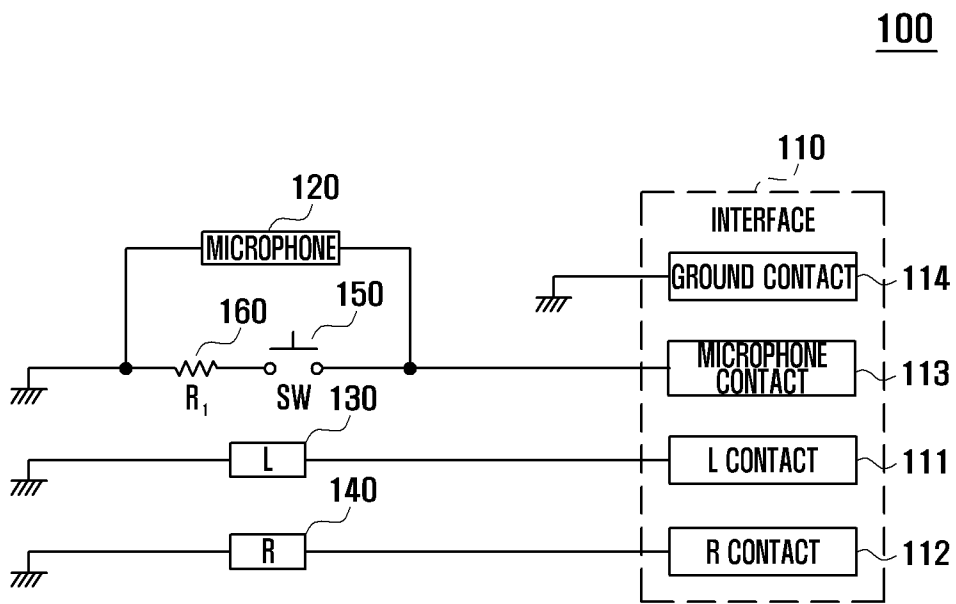 100
110
120
INTERFACE
MICROPHONE
GROUND CONTACT
114
160
150
MICROPHONE
CONTACT
113
R₁
SW
130
L
L CONTACT
111
140
R
R CONTACT
112